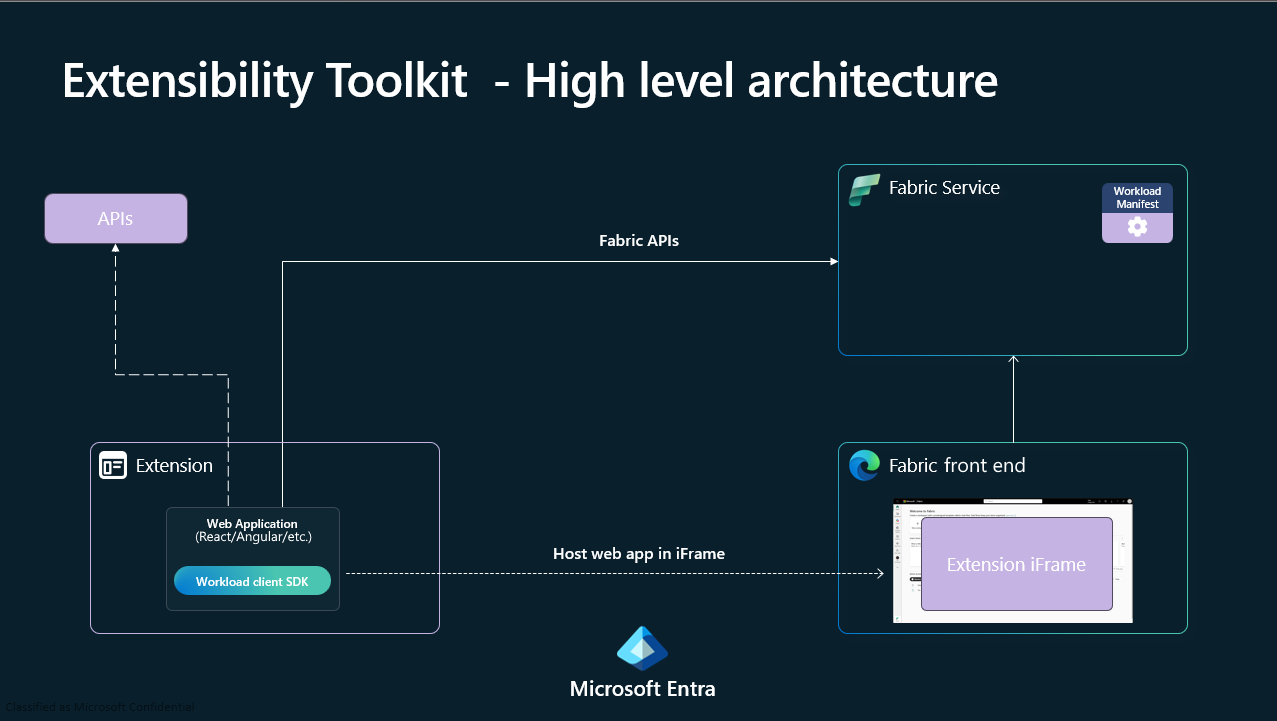 Extensibility Toolkit - High level architecture
APIs
Fabric APIs
Fabric Service
Workload
Manifest
Extension
Web Application
(React/Angular/etc.)
Workload client SDK
Host web app in iFrame
Fabric front end
Extension iFrame
Microsoft Entra
Classified as Microsoft Confidential